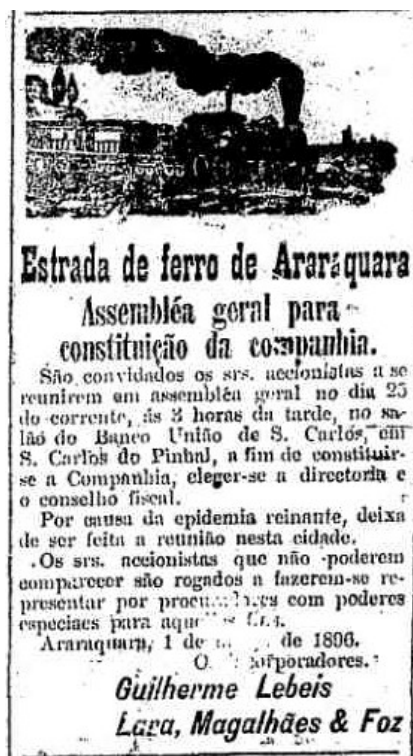 Estrada de ferro de Araraquara
Assembléa geral para
constituição da companhia.
São convidados os srs. accionistas a se
reunirem em assembléa geral no dia 25
do corrente, ás 3 horas da tarde, no sa-
lão do Banco União de S. Carlos, em
S. Carlos do Pinhal, a fim de constituir-
se a Companhia, eleger-se a directoria e
o conselho fiscal.
Por causa da epidemia reinante, deixa
de ser feita a reunião nesta cidade.
Os srs. accionistas que não poderem
comparecer são rogados a fazerem-se re-
presentar por com poderes
especiaes para
Araraquara, 1 de de 1896.
Guilherme Lebeis
Lara, Magalhães & Foz